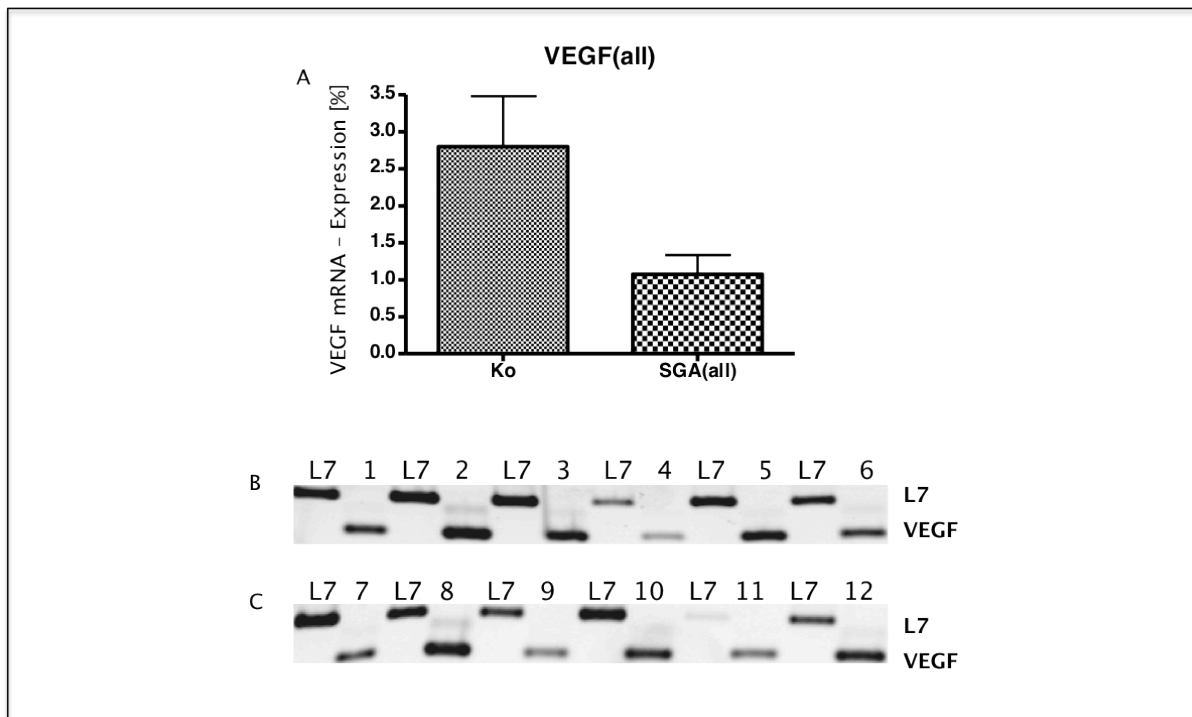 VEGF(all)
A
VEGF mRNA – Expression [%]
3.5
3.0
2.5
2.0
1.5
1.0
0.5
0.0
Ko SGA(all)
B
L7 1 L7 2 L7 3 L7 4 L7 5 L7 6
L7
VEGF
C
L7 7 L7 8 L7 9 L7 10 L7 11 L7 12
L7
VEGF